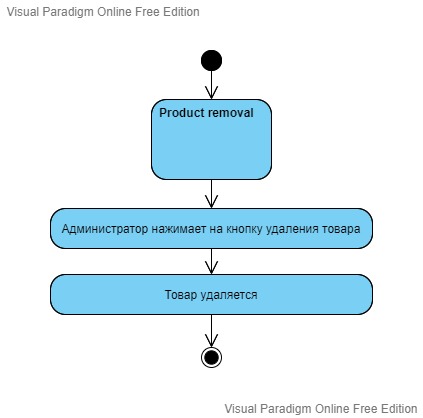 Visual Paradigm Online Free Edition
Product removal
Администратор нажимает на кнопку удаления товара
Товар удаляется
Visual Paradigm Online Free Edition